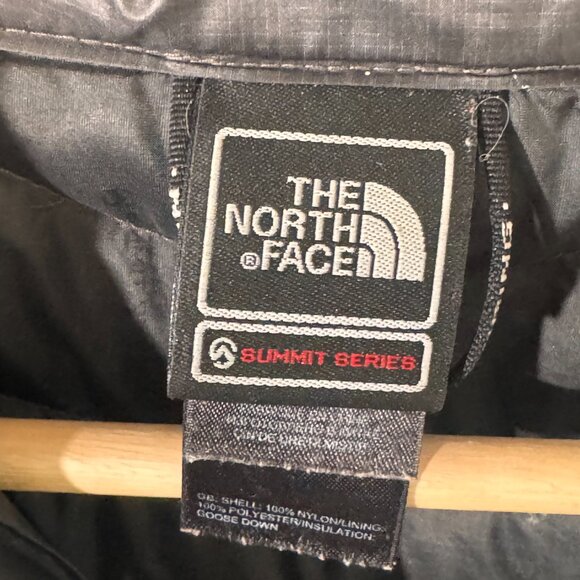 THE
NORTH
® FACE
SUMMIT SERIES
GB: SHELL: 100% NYLON/LINING:
100% POLYESTER/INSULATION:
GOOSE DOWN